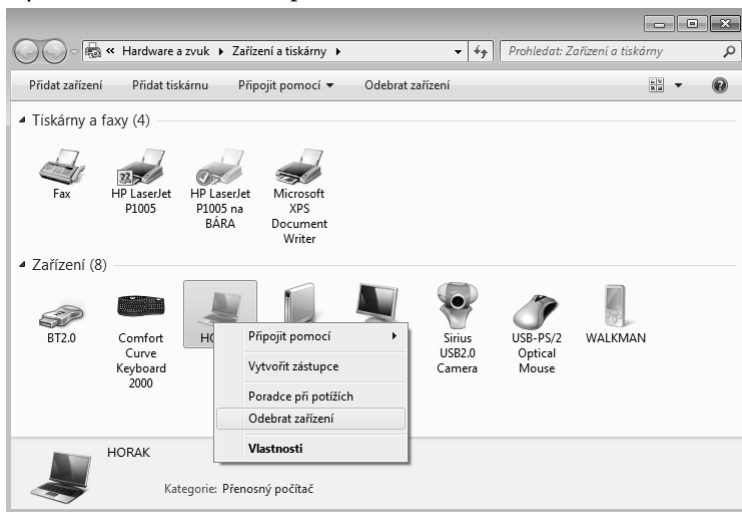 « Hardware a zvuk ▸ Zařízení a tiskárny ▸
Prohledat: Zařízení a tiskárny
Přidat zařízení Přidat tiskárnu Připojit pomocí Odebrat zařízení
Tiskárny a faxy (4)
Fax
HP LaserJet
P1005
HP LaserJet
P1005 na
BÁRA
Microsoft
XPS
Document
Writer
Zařízení (8)
BT2.0
Comfort
Curve
Keyboard
2000
HO
Sirius
USB2.0
Camera
USB-PS/2
Optical
Mouse
WALKMAN
Připojit pomocí
Vytvořit zástupce
Poradce při potížích
Odebrat zařízení
Vlastnosti
HORAK
Kategorie: Přenosný počítač